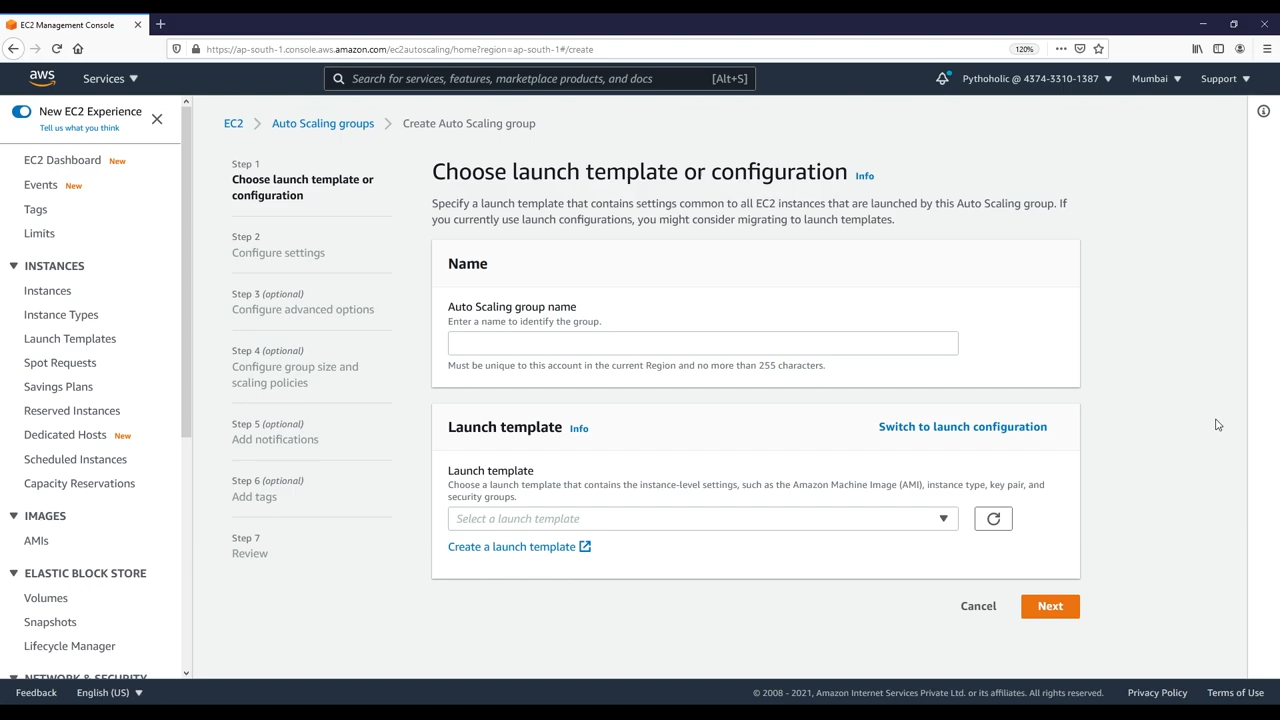 EC2 Management Console
https://ap-south-1.console.aws.amazon.com/ec2autoscaling/home?region=ap-south-1#/create
120%
aws
Services
Search for services, features, marketplace products, and docs
[Alt+S]
Pythoholic @ 4374-3310-1387
Mumbai
Support
New EC2 Experience
Tell us what you think
EC2 Dashboard New
Events New
Tags
Limits
INSTANCES
Instances
Instance Types
Launch Templates
Spot Requests
Savings Plans
Reserved Instances
Dedicated Hosts New
Scheduled Instances
Capacity Reservations
IMAGES
AMIs
ELASTIC BLOCK STORE
Volumes
Snapshots
Lifecycle Manager
NETWORK & SECURITY
EC2
Auto Scaling groups
Create Auto Scaling group
Step 1
Choose launch template or
configuration
Step 2
Configure settings
Step 3 (optional)
Configure advanced options
Step 4 (optional)
Configure group size and
scaling policies
Step 5 (optional)
Add notifications
Step 6 (optional)
Add tags
Step 7
Review
Choose launch template or configuration Info
Specify a launch template that contains settings common to all EC2 instances that are launched by this Auto Scaling group. If
you currently use launch configurations, you might consider migrating to launch templates.
Name
Auto Scaling group name
Enter a name to identify the group.
Must be unique to this account in the current Region and no more than 255 characters.
Launch template Info
Switch to launch configuration
Launch template
Choose a launch template that contains the instance-level settings, such as the Amazon Machine Image (AMI), instance type, key pair, and
security groups.
Select a launch template
Create a launch template
Cancel
Next
Feedback
English (US)
© 2008 - 2021, Amazon Internet Services Private Ltd. or its affiliates. All rights reserved.
Privacy Policy
Terms of Use